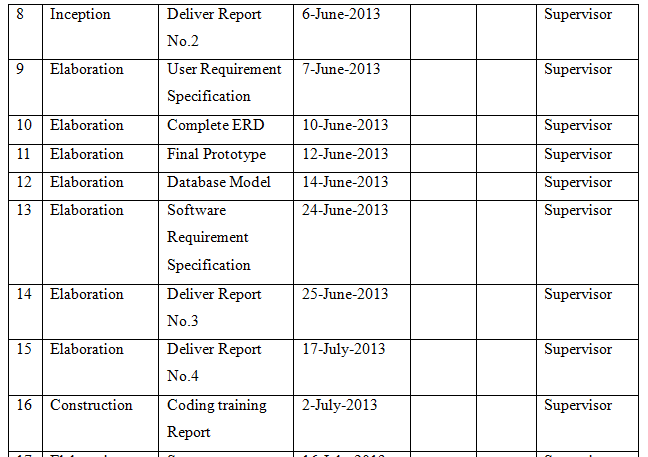 8 Inception Deliver Report 6-June-2013 Supervisor
No.2
9 Elaboration User Requirement 7-June-2013 Supervisor
Specification
10 Elaboration Complete ERD 10-June-2013 Supervisor
11 Elaboration Final Prototype 12-June-2013 Supervisor
12 Elaboration Database Model 14-June-2013 Supervisor
13 Elaboration Software 24-June-2013 Supervisor
Requirement
Specification
14 Elaboration Deliver Report 25-June-2013 Supervisor
No.3
15 Elaboration Deliver Report 17-July-2013 Supervisor
No.4
16 Construction Coding training 2-July-2013 Supervisor
Report